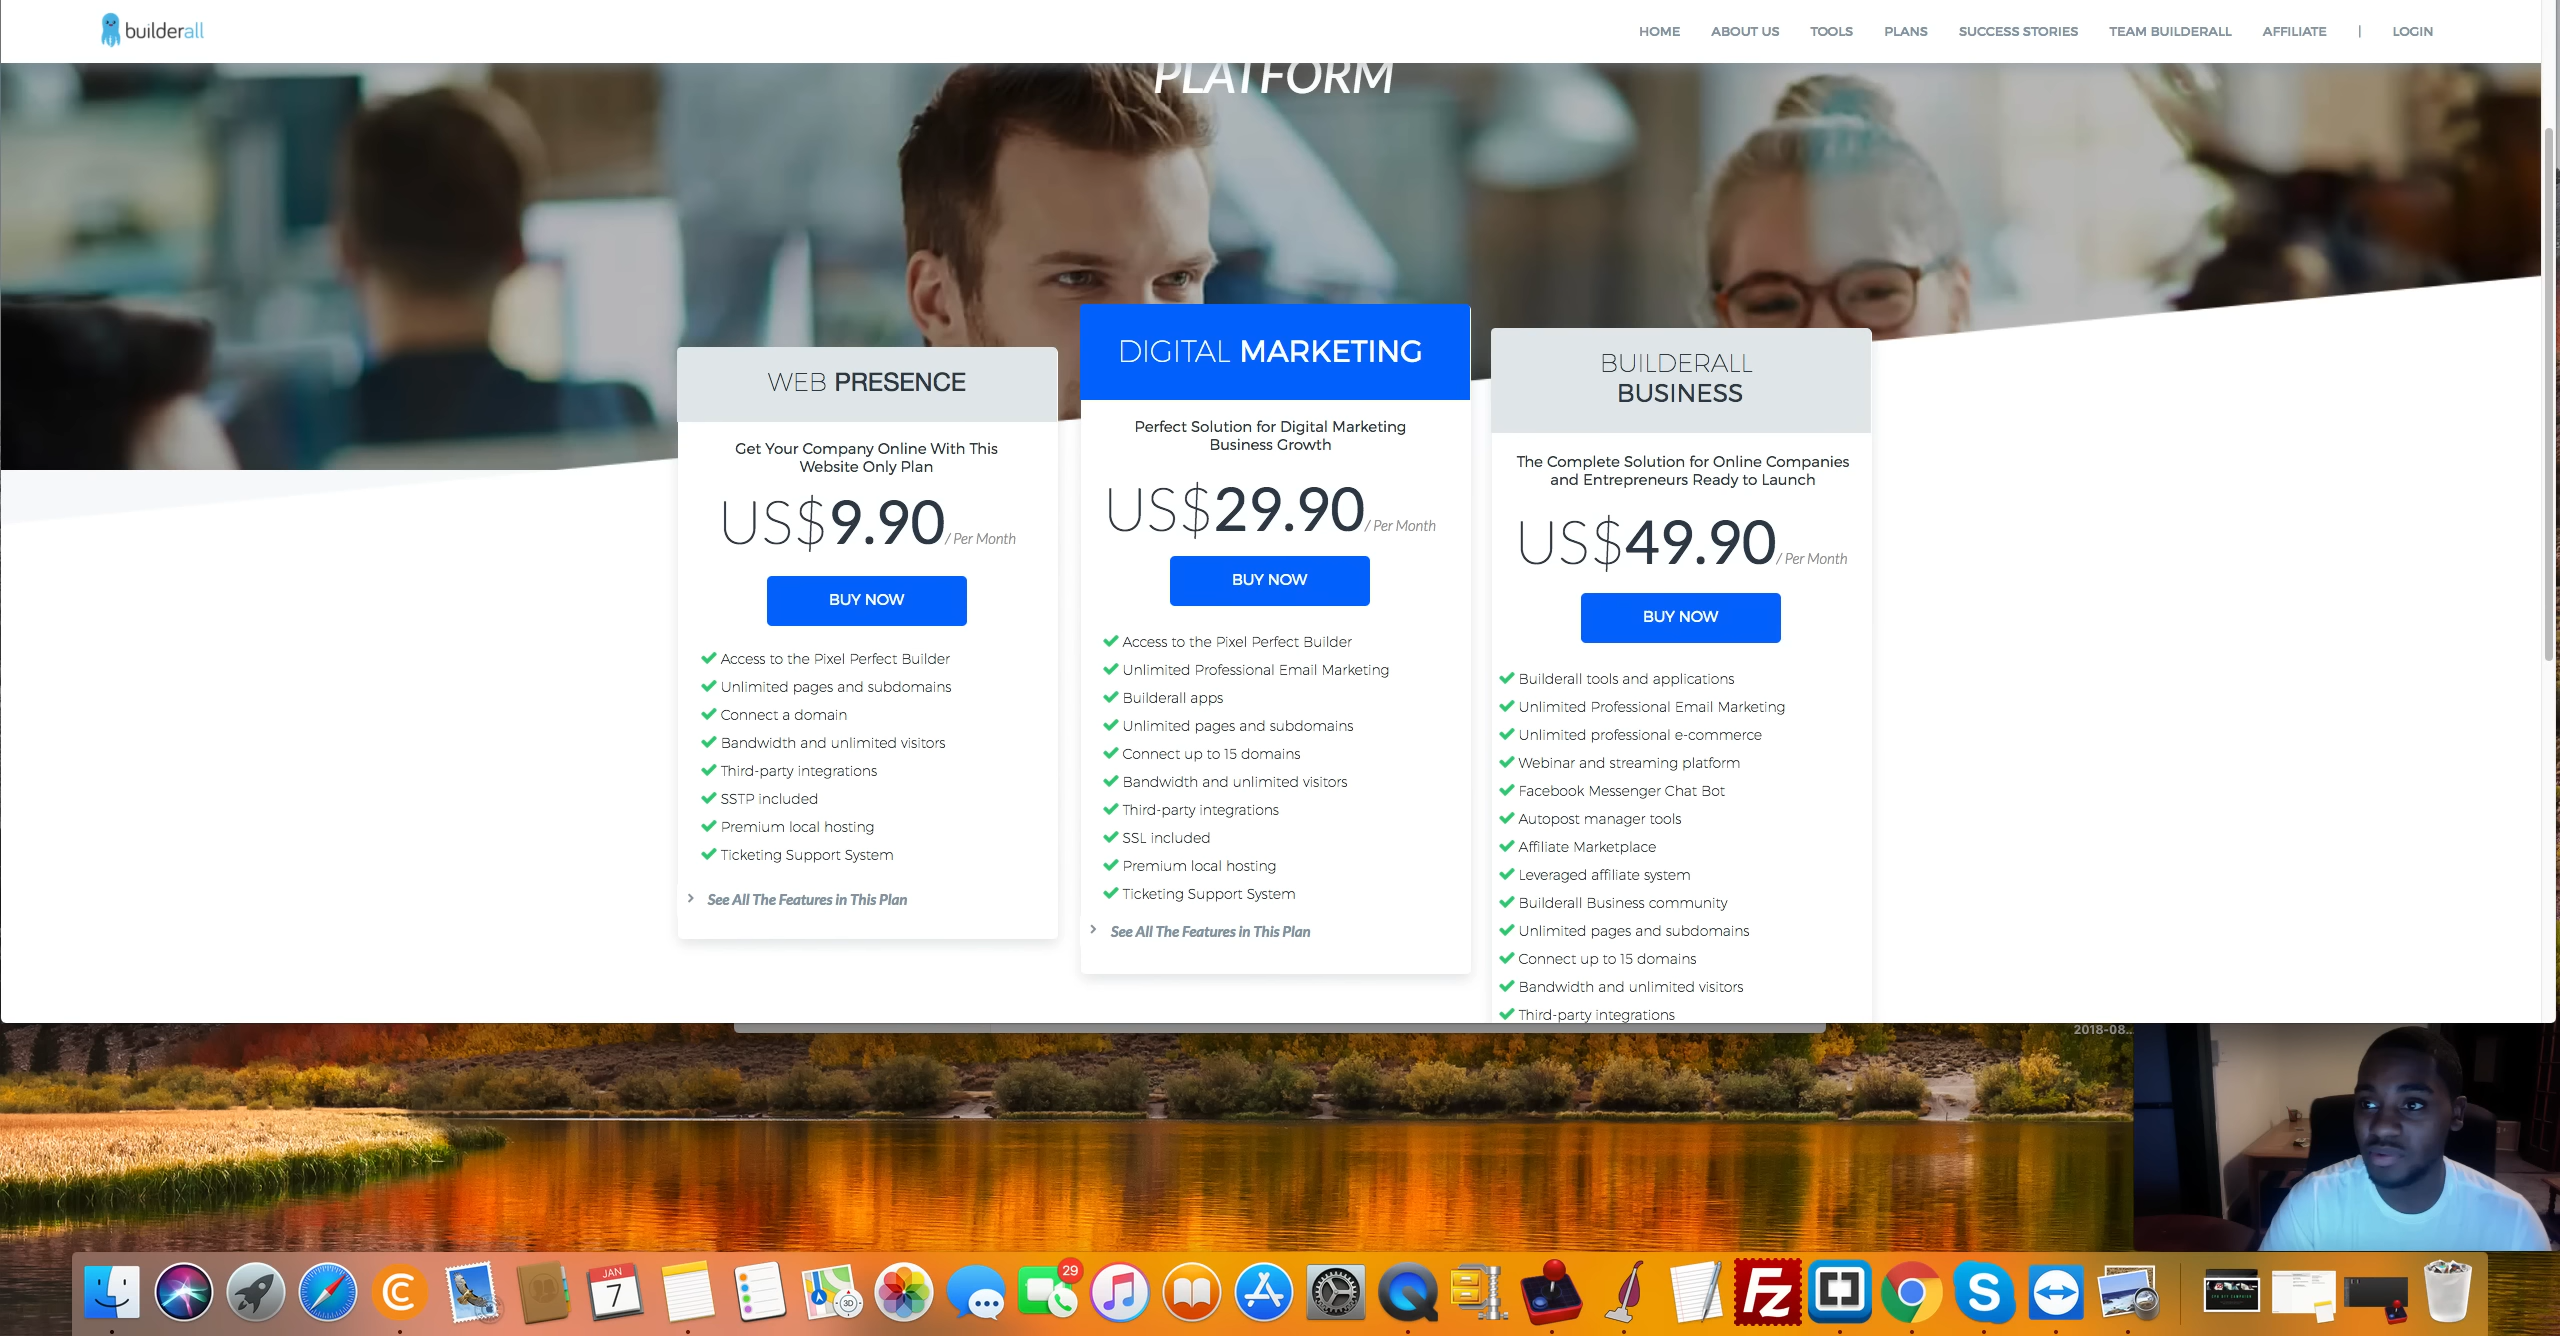 builderall
HOME
ABOUT US
TOOLS
PLANS
SUCCESS STORIES
TEAM BUILDERALL
AFFILIATE
|
LOGIN
PLATFORM
WEB PRESENCE
Get Your Company Online With This
Website Only Plan
US$9.90/ Per Month
BUY NOW
Access to the Pixel Perfect Builder
Unlimited pages and subdomains
Connect a domain
Bandwidth and unlimited visitors
Third-party integrations
SSTP included
Premium local hosting
Ticketing Support System
See All The Features in This Plan
DIGITAL MARKETING
Perfect Solution for Digital Marketing
Business Growth
US$29.90/ Per Month
BUY NOW
Access to the Pixel Perfect Builder
Unlimited Professional Email Marketing
Builderall apps
Unlimited pages and subdomains
Connect up to 15 domains
Bandwidth and unlimited visitors
Third-party integrations
SSL included
Premium local hosting
Ticketing Support System
See All The Features in This Plan
BUILDERALL
BUSINESS
The Complete Solution for Online Companies
and Entrepreneurs Ready to Launch
US$49.90/ Per Month
BUY NOW
Builderall tools and applications
Unlimited Professional Email Marketing
Unlimited professional e-commerce
Webinar and streaming platform
Facebook Messenger Chat Bot
Autopost manager tools
Affiliate Marketplace
Leveraged affiliate system
Builderall Business community
Unlimited pages and subdomains
Connect up to 15 domains
Bandwidth and unlimited visitors
Third-party integrations
2018-08..
JAN
7
3D
29
Fz